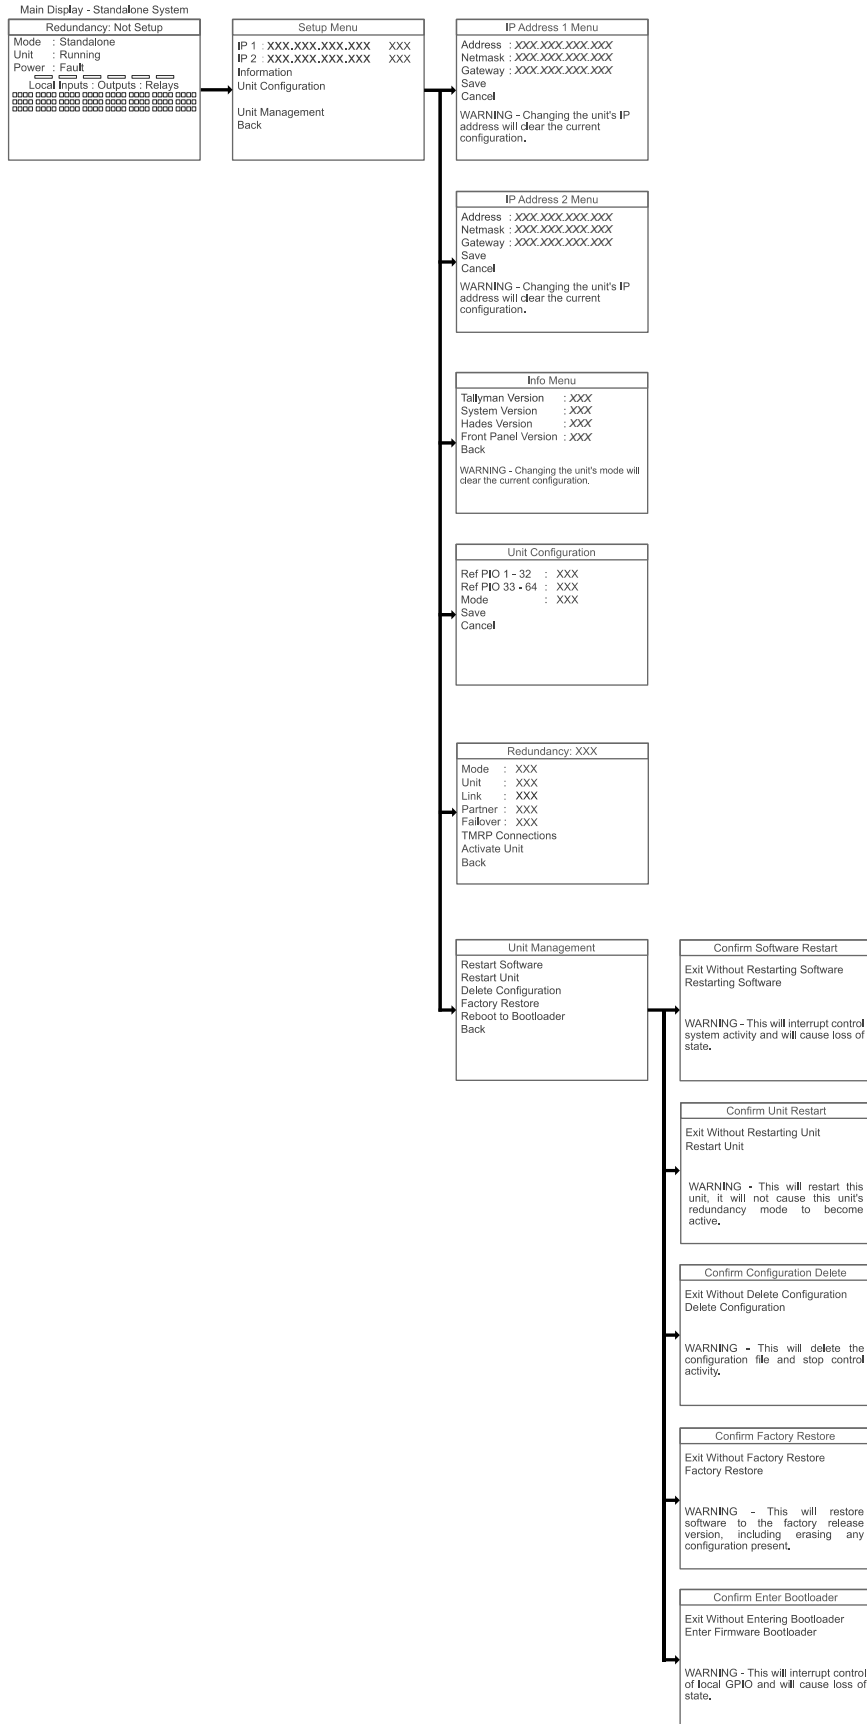 Main Display - Standalone System
Redundancy: Not Setup
Mode : Standalone
Unit : Running
Power : Fault
Local Inputs : Outputs : Relays
Setup Menu
IP 1 : XXX.XXX.XXX.XXX XXX
IP 2 : XXX.XXX.XXX.XXX XXX
Information
Unit Configuration
Unit Management
Back
IP Address 1 Menu
Address : XXX.XXX.XXX.XXX
Netmask : XXX.XXX.XXX.XXX
Gateway : XXX.XXX.XXX.XXX
Save
Cancel
WARNING - Changing the unit's IP
address will clear the current
configuration.
IP Address 2 Menu
Address : XXX.XXX.XXX.XXX
Netmask : XXX.XXX.XXX.XXX
Gateway : XXX.XXX.XXX.XXX
Save
Cancel
WARNING - Changing the unit's IP
address will clear the current
configuration.
Info Menu
Tallyman Version : XXX
System Version : XXX
Hades Version : XXX
Front Panel Version : XXX
Back
WARNING - Changing the unit's mode will
clear the current configuration.
Unit Configuration
Ref PIO 1 - 32 : XXX
Ref PIO 33 - 64 : XXX
Mode : XXX
Save
Cancel
Redundancy: XXX
Mode : XXX
Unit : XXX
Link : XXX
Partner : XXX
Failover : XXX
TMRP Connections
Activate Unit
Back
Unit Management
Restart Software
Restart Unit
Delete Configuration
Factory Restore
Reboot to Bootloader
Back
Confirm Software Restart
Exit Without Restarting Software
Restarting Software
WARNING - This will interrupt control
system activity and will cause loss of
state.
Confirm Unit Restart
Exit Without Restarting Unit
Restart Unit
WARNING - This will restart this
unit, it will not cause this unit's
redundancy mode to become
active.
Confirm Configuration Delete
Exit Without Delete Configuration
Delete Configuration
WARNING - This will delete the
configuration file and stop control
activity.
Confirm Factory Restore
Exit Without Factory Restore
Factory Restore
WARNING - This will restore
software to the factory release
version, including erasing any
configuration present.
Confirm Enter Bootloader
Exit Without Entering Bootloader
Enter Firmware Bootloader
WARNING - This will interrupt control
of local GPIO and will cause loss of
state.